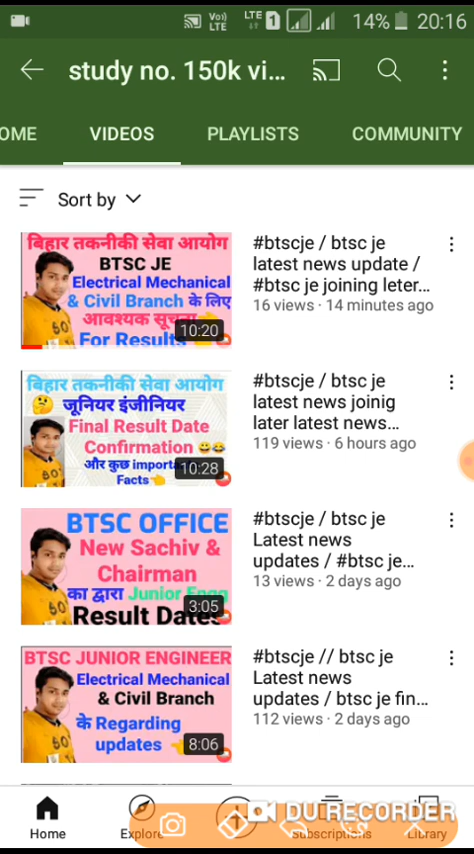 Vo) LTE LTE 1 14% 20:16
study no. 150k vi...
OME VIDEOS PLAYLISTS COMMUNITY
Sort by
बिहार तकनीकी सेवा आयोग
BTSC JE
Electrical Mechanical
& Civil Branch के लिए
आवश्यक सूचना
For Results
10:20
#btscje / btsc je
latest news update /
#btsc je joining leter...
16 views · 14 minutes ago
बिहार तकनीकी सेवा आयोग
जूनियर इंजीनियर
Final Result Date
Confirmation
और कुछ importa
Facts
10:28
#btscje / btsc je
latest news joinig
later latest news...
119 views · 6 hours ago
BTSC OFFICE
New Sachiv &
Chairman
का द्वारा Junior Engg
Result Dates
3:05
#btscje / btsc je
Latest news
updates / #btsc je...
13 views · 2 days ago
BTSC JUNIOR ENGINEER
Electrical Mechanical
& Civil Branch
के Regarding
updates
8:06
#btscje // btsc je
Latest news
updates / btsc je fin...
112 views · 2 days ago
DU RECORDER
Home Explore Subscriptions Library